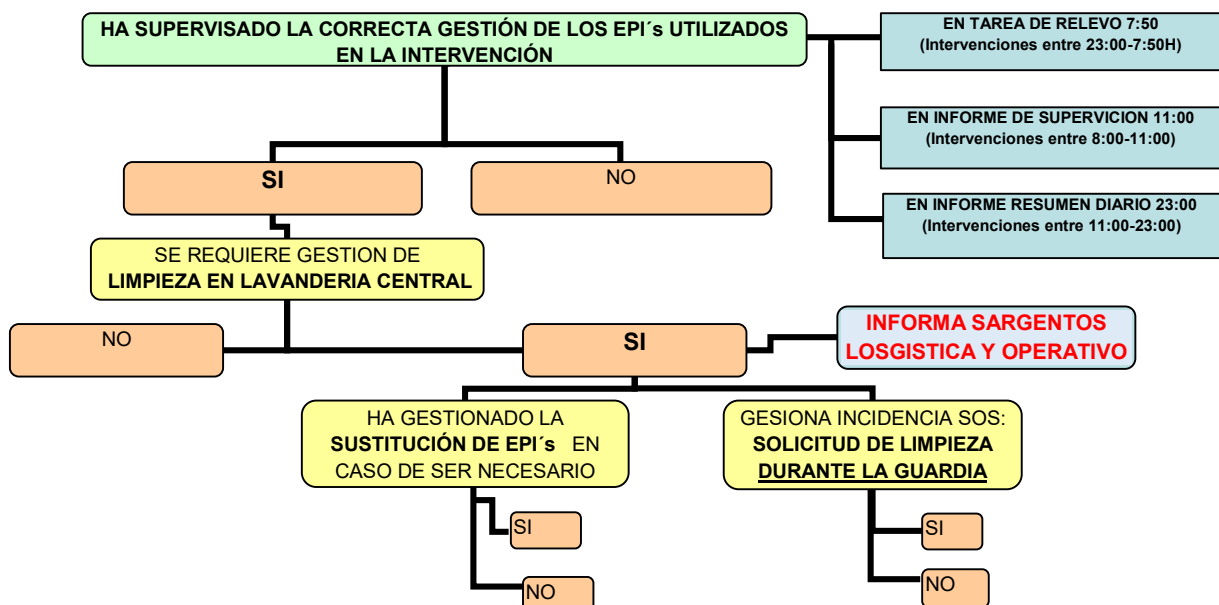 HA SUPERVISADO LA CORRECTA GESTIÓN DE LOS EPI´s UTILIZADOS
EN LA INTERVENCIÓN
EN TAREA DE RELEVO 7:50
(Intervenciones entre 23:00-7:50H)
EN INFORME DE SUPERVICION 11:00
(Intervenciones entre 8:00-11:00)
EN INFORME RESUMEN DIARIO 23:00
(Intervenciones entre 11:00-23:00)
SI
NO
SE REQUIERE GESTION DE
LIMPIEZA EN LAVANDERIA CENTRAL
NO
SI
INFORMA SARGENTOS
LOSGISTICA Y OPERATIVO
HA GESTIONADO LA
SUSTITUCIÓN DE EPI´s EN
CASO DE SER NECESARIO
SI
NO
GESIONA INCIDENCIA SOS:
SOLICITUD DE LIMPIEZA
DURANTE LA GUARDIA
SI
NO